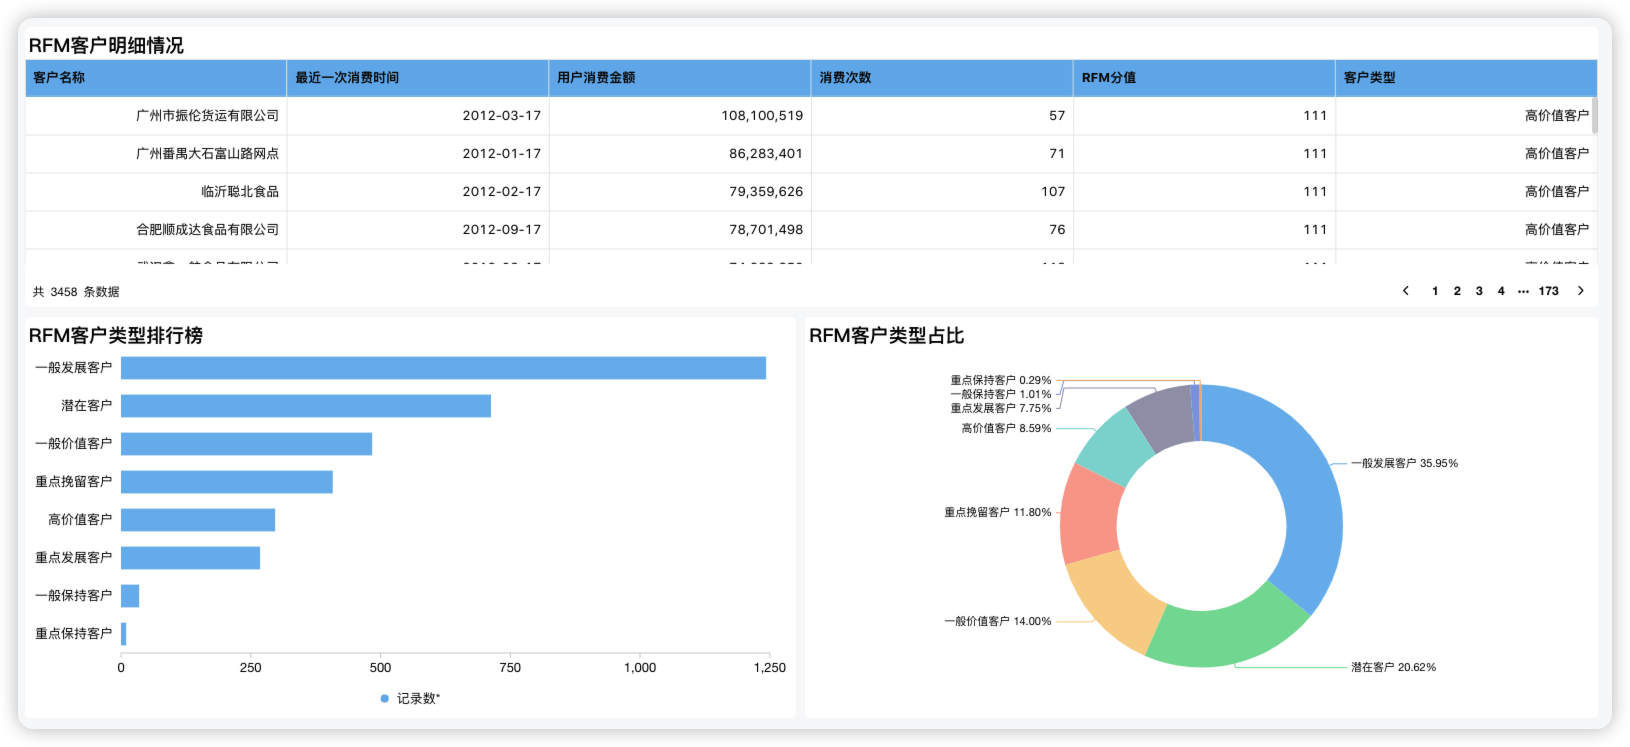 RFM客户明细情况
客户名称 最近一次消费时间 用户消费金额 消费次数 RFM分值 客户类型
广州市振伦货运有限公司 2012-03-17 108,100,519 57 111 高价值客户
广州番禺大石富山路网点 2012-01-17 86,283,401 71 111 高价值客户
临沂聪北食品 2012-02-17 79,359,626 107 111 高价值客户
合肥顺成达食品有限公司 2012-09-17 78,701,498 76 111 高价值客户
共 3458 条数据
1 2 3 4 ··· 173
RFM客户类型排行榜
一般发展客户
潜在客户
一般价值客户
重点挽留客户
高价值客户
重点发展客户
一般保持客户
重点保持客户
0 250 500 750 1,000 1,250
记录数*
RFM客户类型占比
重点保持客户 0.29%
一般保持客户 1.01%
重点发展客户 7.75%
高价值客户 8.59%
一般发展客户 35.95%
重点挽留客户 11.80%
一般价值客户 14.00%
潜在客户 20.62%